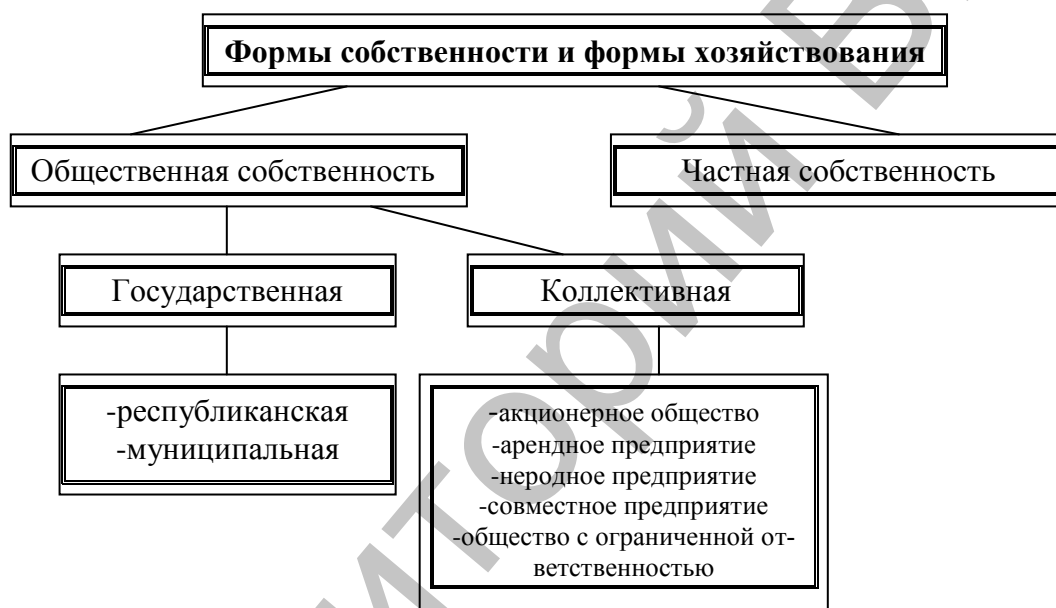 Формы собственности и формы хозяйствования
Общественная собственность
Частная собственность
Государственная
Коллективная
-республиканская
-муниципальная
-акционерное общество
-арендное предприятие
-неродное предприятие
-совместное предприятие
-общество с ограниченной от-
ветственностью